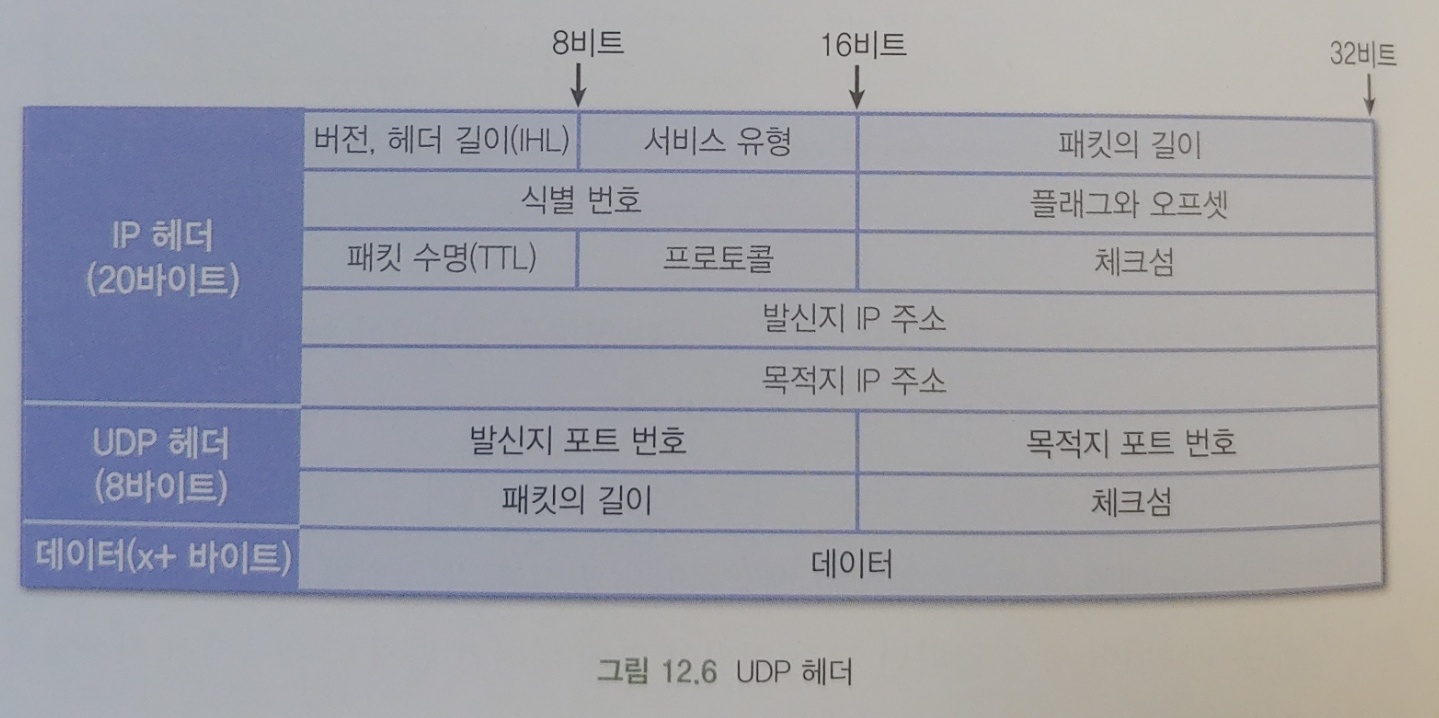 8비트
16비트
32비트
IP 헤더
(20바이트)
버전, 헤더 길이(IHL)
서비스 유형
패킷의 길이
식별 번호
플래그와 오프셋
패킷 수명(TTL)
프로토콜
체크섬
발신지 IP 주소
목적지 IP 주소
UDP 헤더
(8바이트)
발신지 포트 번호
목적지 포트 번호
패킷의 길이
체크섬
데이터(x+ 바이트)
데이터
그림 12.6 UDP 헤더